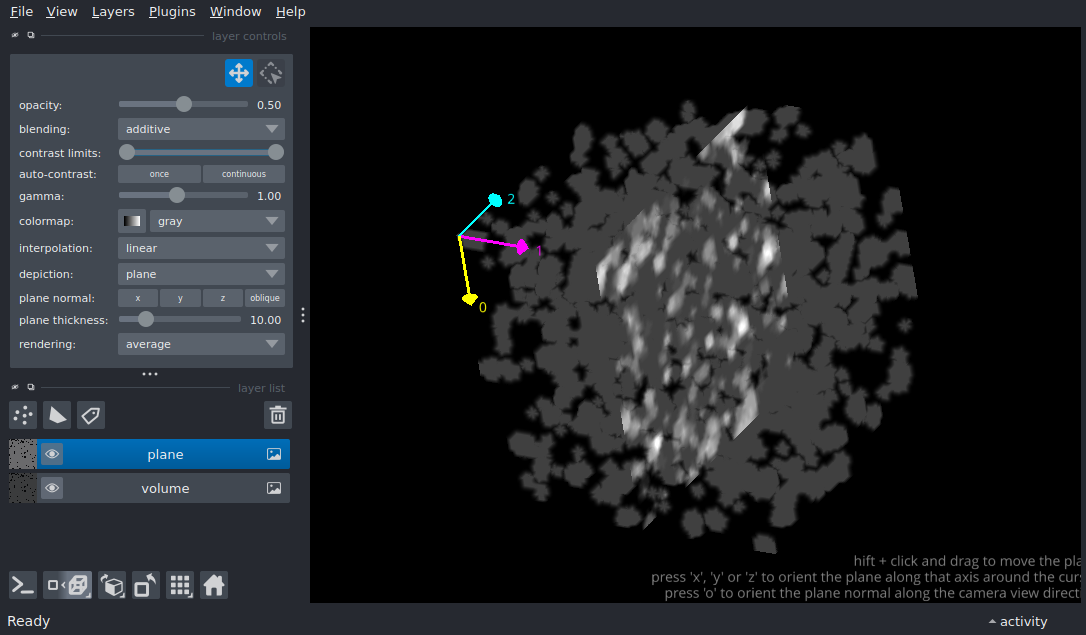 File View Layers Plugins Window Help
layer controls
opacity: 0.50
blending: additive
contrast limits:
auto-contrast: once continuous
gamma: 1.00
colormap: gray
interpolation: linear
depiction: plane
plane normal: x y z oblique
plane thickness: 10.00
rendering: average
layer list
plane
volume
2
1
0
hift + click and drag to move the pla
press 'x', 'y' or 'z' to orient the plane along that axis around the curs
press 'o' to orient the plane normal along the camera view direct
Ready
activity